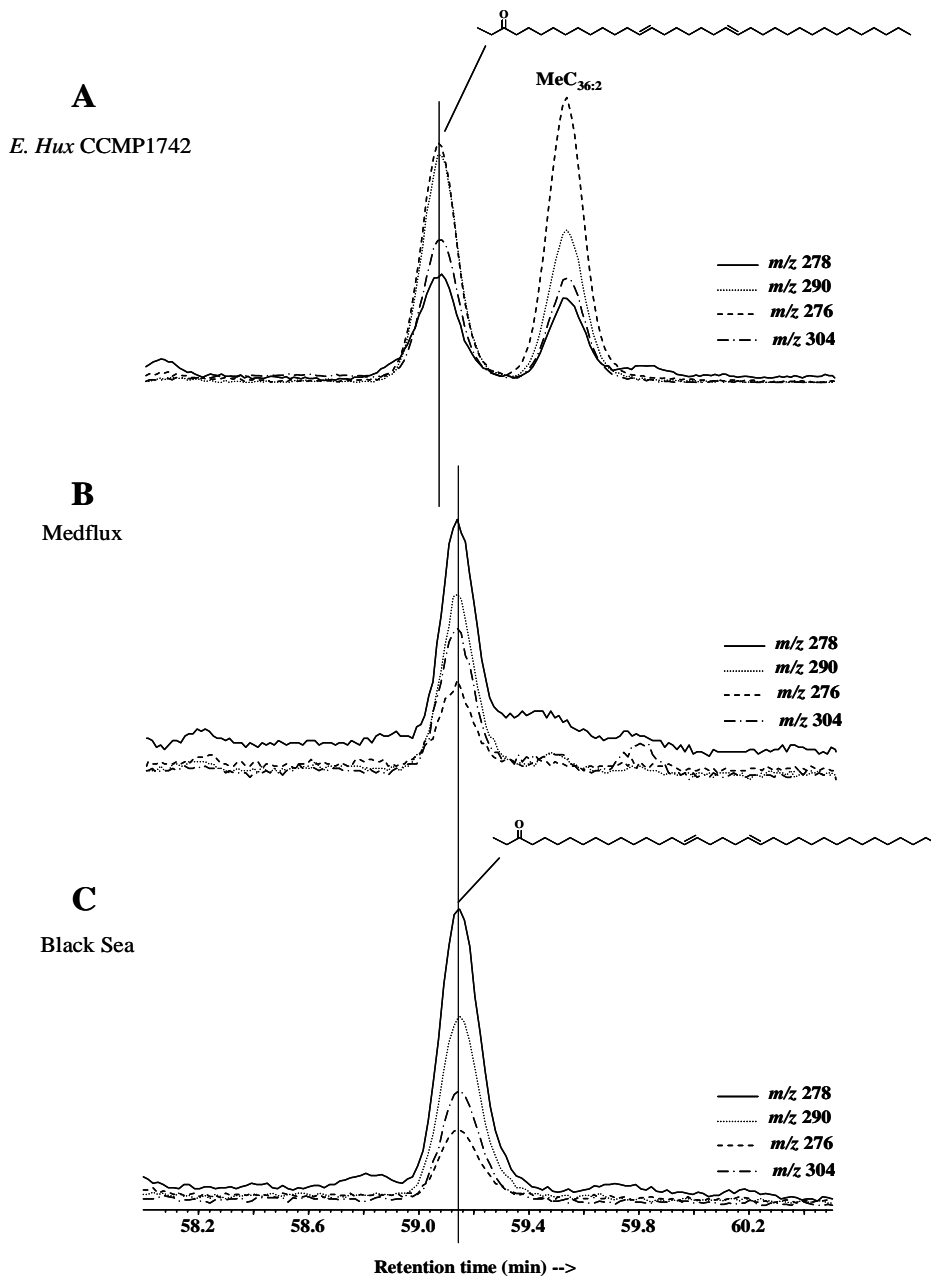 O
A
MeC36:2
E. Hux CCMP1742
m/z 278
m/z 290
m/z 276
m/z 304
B
Medflux
m/z 278
m/z 290
m/z 276
m/z 304
O
C
Black Sea
m/z 278
m/z 290
m/z 276
m/z 304
58.2 58.6 59.0 59.4 59.8 60.2
Retention time (min) -->